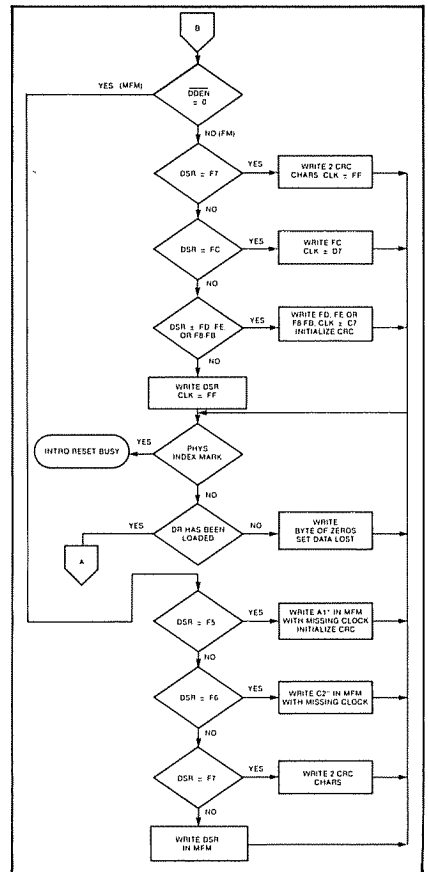 B
YES (MFM)
DDEN
= 0
NO (FM)
DSR = F7
YES
WRITE 2 CRC
CHARS CLK = FF
NO
DSR = FC
YES
WRITE FC
CLK = D7
NO
DSR = FD, FE,
OR F8-FB
YES
WRITE FD, FE OR
F8-FB, CLK = C7
INITIALIZE CRC
NO
WRITE DSR
CLK = FF
PHYS
INDEX MARK
YES
INTRQ RESET BUSY
NO
DR HAS BEEN
LOADED
YES
NO
WRITE
BYTE OF ZEROS
SET DATA LOST
A
DSR = F5
YES
WRITE A1* IN MFM
WITH MISSING CLOCK
INITIALIZE CRC
NO
DSR = F6
YES
WRITE C2* IN MFM
WITH MISSING CLOCK
NO
DSR = F7
YES
WRITE 2 CRC
CHARS
NO
WRITE DSR
IN MFM